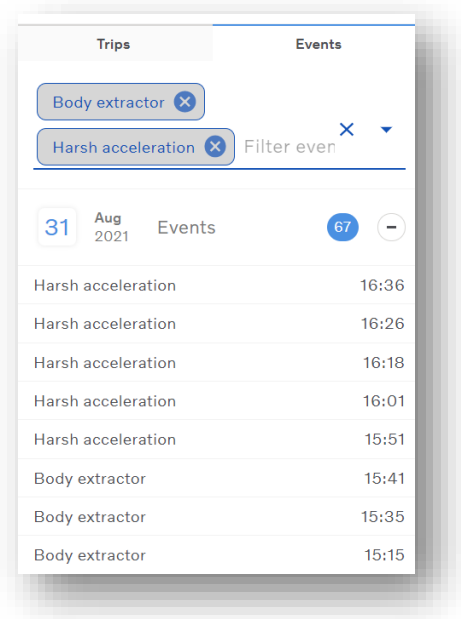 Trips Events
Body extractor
Harsh acceleration Filter even
31 Aug 2021 Events 67
Harsh acceleration 16:36
Harsh acceleration 16:26
Harsh acceleration 16:18
Harsh acceleration 16:01
Harsh acceleration 15:51
Body extractor 15:41
Body extractor 15:35
Body extractor 15:15